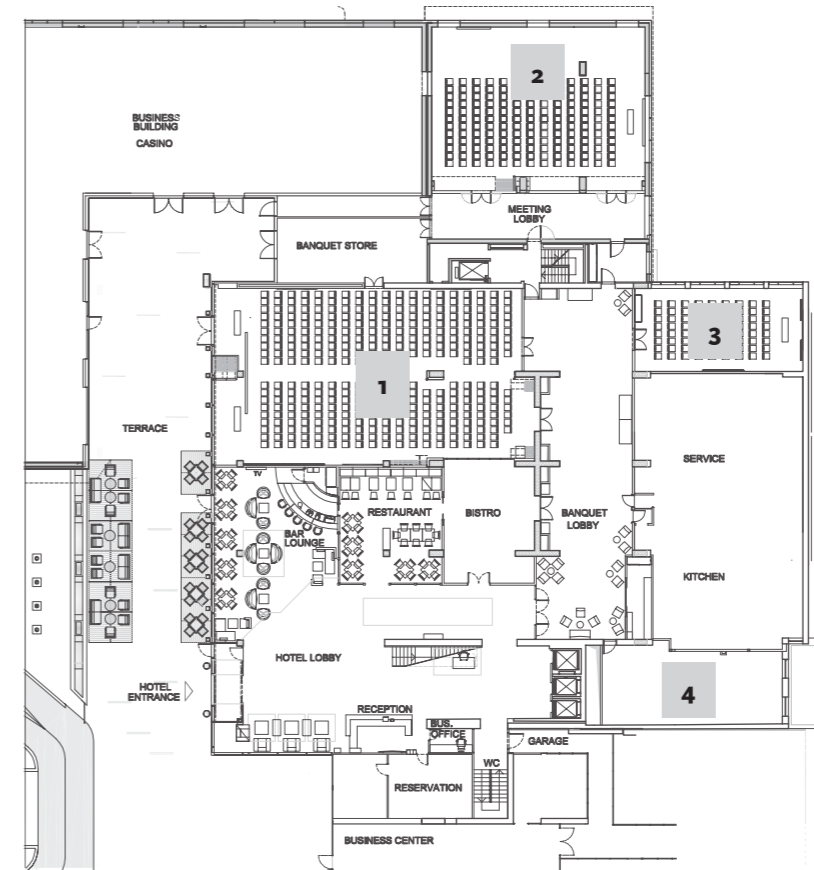 2
BUSINESS
BUILDING
CASINO
MEETING
LOBBY
BANQUET STORE
3
1
TERRACE
SERVICE
TV
RESTAURANT
BISTRO
BANQUET
LOBBY
BAR
LOUNGE
KITCHEN
HOTEL LOBBY
HOTEL
ENTRANCE
4
RECEPTION
BUS.
OFFICE
GARAGE
WC
RESERVATION
BUSINESS CENTER